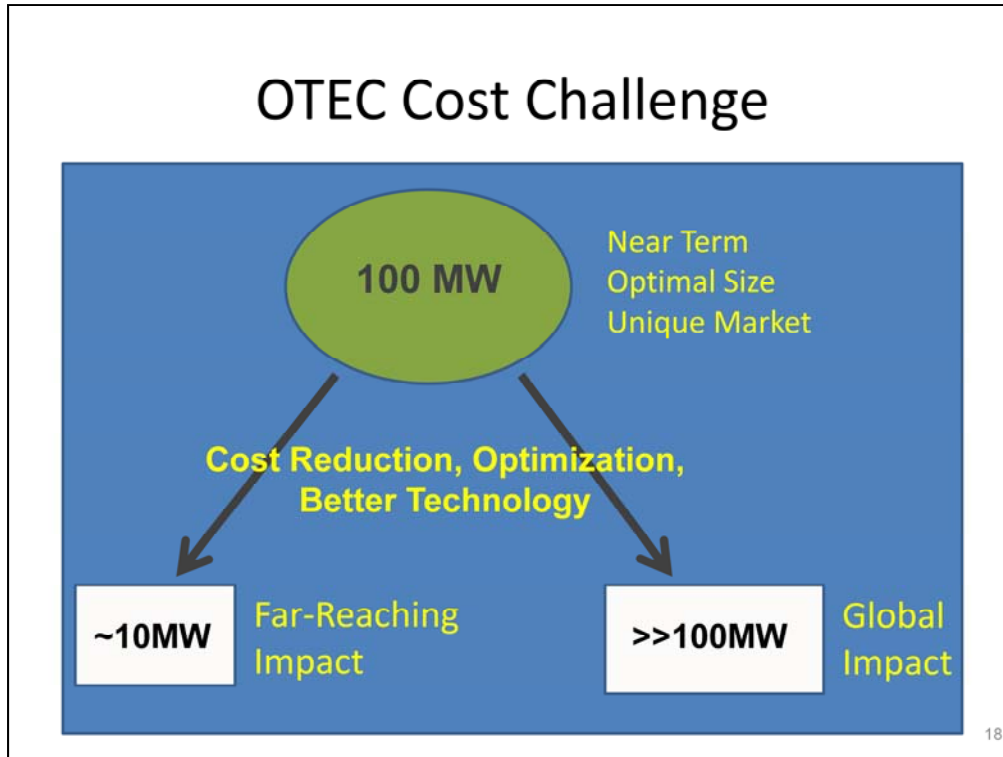 OTEC Cost Challenge
100 MW
Near Term
Optimal Size
Unique Market
Cost Reduction, Optimization,
Better Technology
~10MW
Far-Reaching
Impact
>>100MW
Global
Impact
18